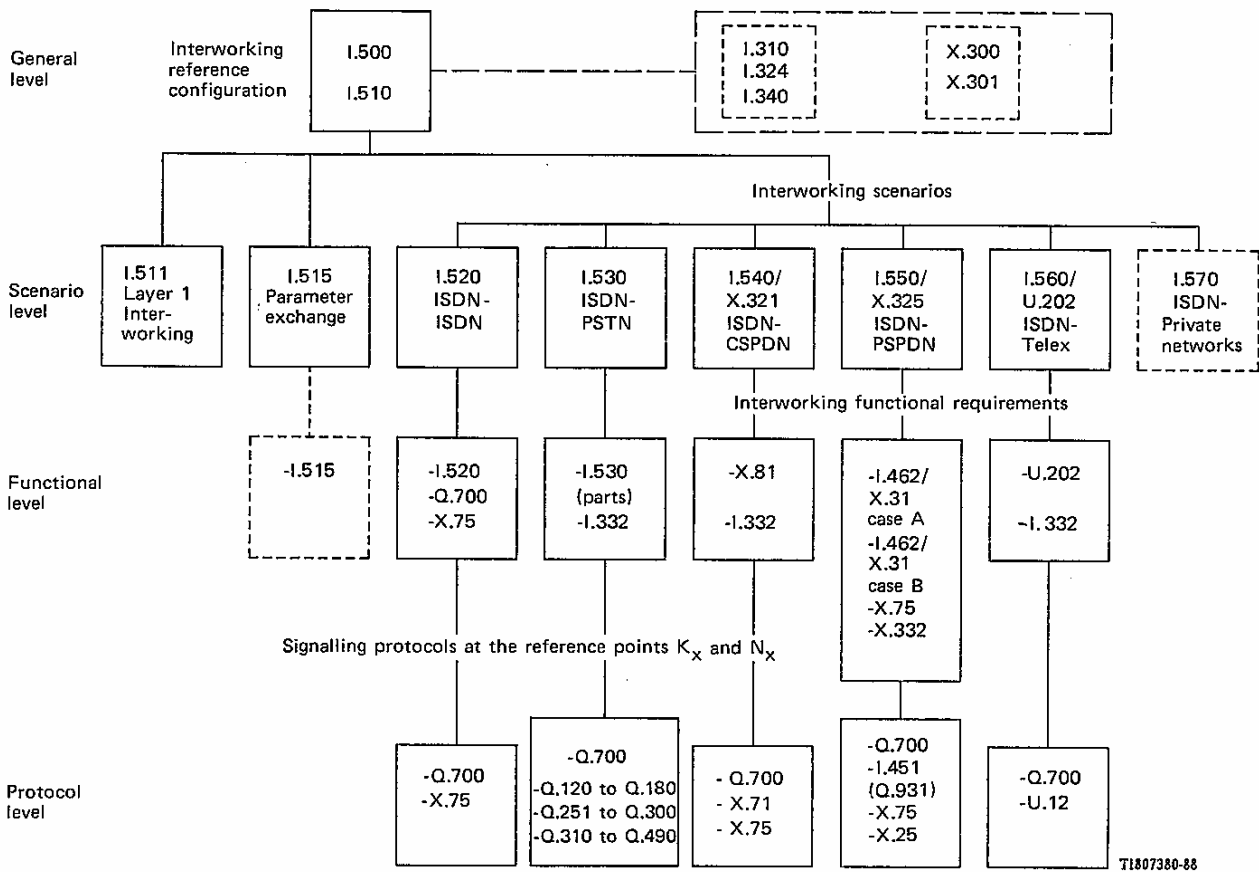 General
level
Interworking
reference
configuration
I.500
I.510
I.310
I.324
I.340
X.300
X.301
Interworking scenarios
Scenario
level
I.511
Layer 1
Inter-
working
I.515
Parameter
exchange
I.520
ISDN-
ISDN
I.530
ISDN-
PSTN
I.540/
X.321
ISDN-
CSPDN
I.550/
X.325
ISDN-
PSPDN
I.560/
U.202
ISDN-
Telex
I.570
ISDN-
Private
networks
Interworking functional requirements
Functional
level
-I.515
-I.520
-Q.700
-X.75
-I.530
(parts)
-I.332
-X.81
-I.332
-I.462/
X.31
case A
-I.462/
X.31
case B
-X.75
-X.332
-U.202
-I.332
Signalling protocols at the reference points Kx and Nx
Protocol
level
-Q.700
-X.75
-Q.700
-Q.120 to Q.180
-Q.251 to Q.300
-Q.310 to Q.490
- Q.700
- X.71
- X.75
-Q.700
-I.451
(Q.931)
-X.75
-X.25
-Q.700
-U.12
T1807380-88